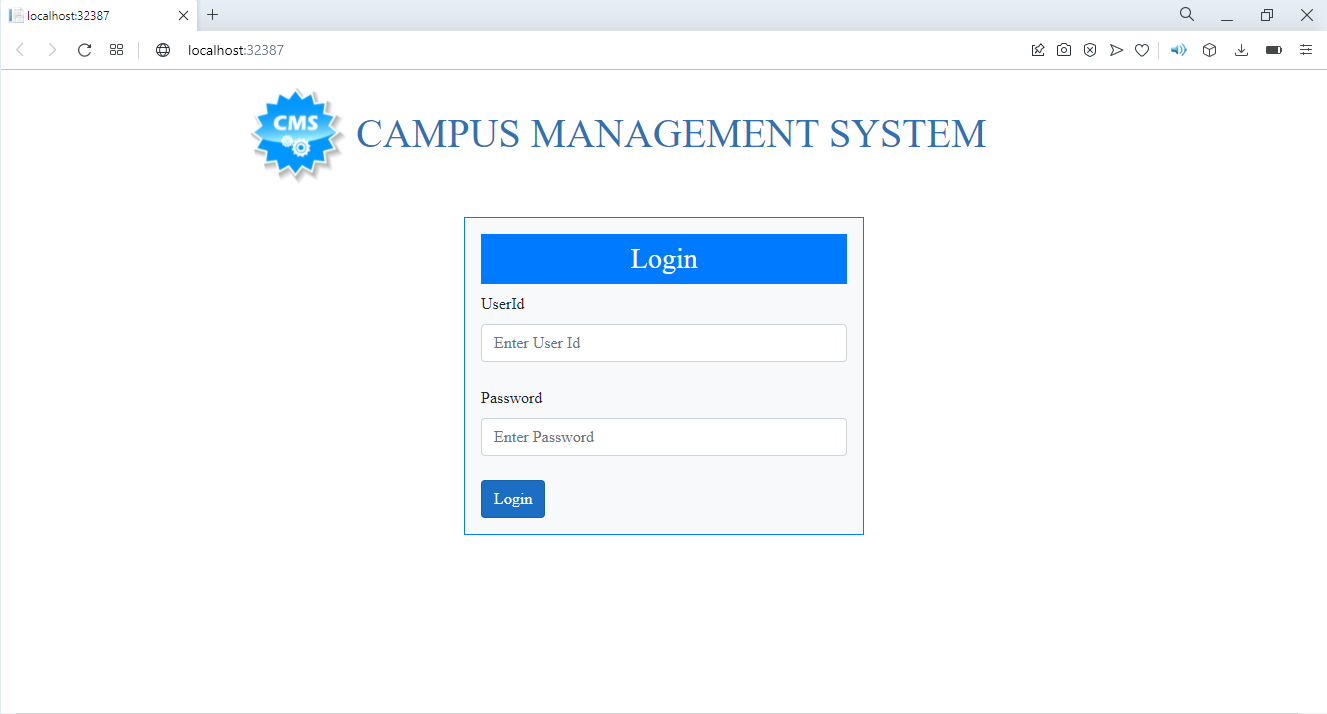 localhost:32387
localhost:32387
CMS
CAMPUS MANAGEMENT SYSTEM
Login
UserId
Enter User Id
Password
Enter Password
Login